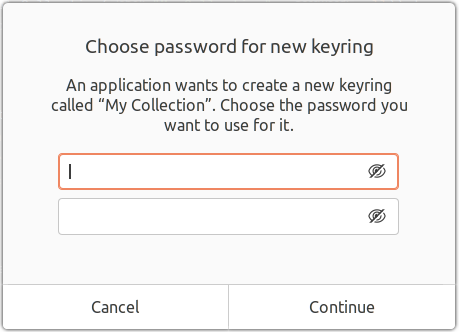 Choose password for new keyring
An application wants to create a new keyring
called “My Collection”. Choose the password you
want to use for it.
Cancel
Continue